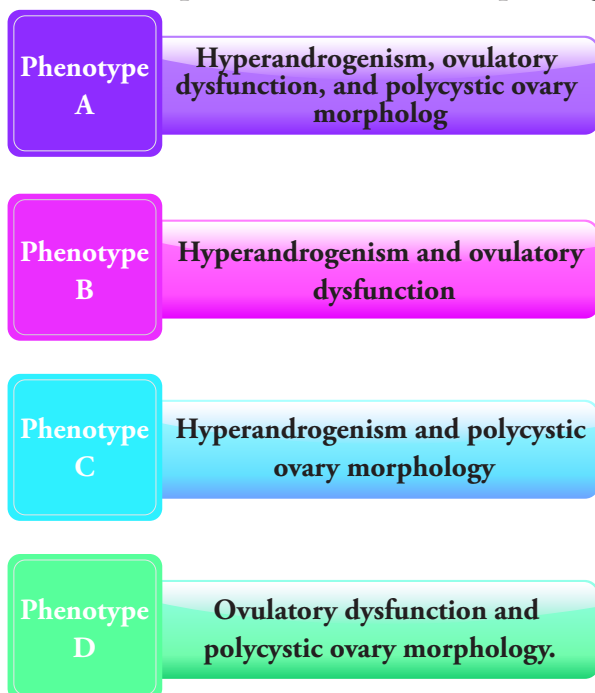 Phenotype
A
Hyperandrogenism, ovulatory
dysfunction, and polycystic ovary
morpholog
Phenotype
B
Hyperandrogenism and ovulatory
dysfunction
Phenotype
C
Hyperandrogenism and polycystic
ovary morphology
Phenotype
D
Ovulatory dysfunction and
polycystic ovary morphology.